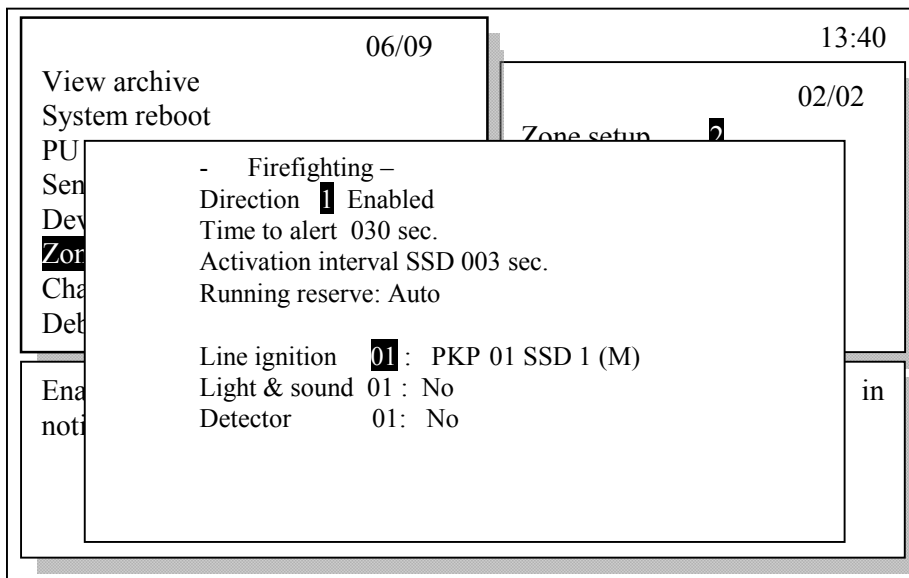 06/09
13:40
View archive
System reboot
PU
Sen
Dev
Zon
Cha
Deb
02/02
Zone setup 2
- Firefighting –
Direction 1 Enabled
Time to alert 030 sec.
Activation interval SSD 003 sec.
Running reserve: Auto
Line ignition 01 : PKP 01 SSD 1 (M)
Light & sound 01 : No
Detector 01: No
Ena in
noti